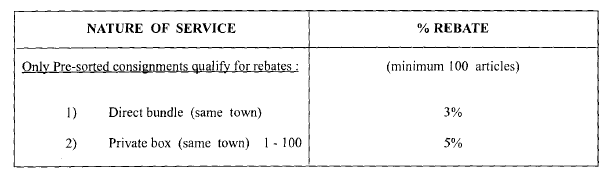 NATURE OF SERVICE % REBATE
Only Pre-sorted consignments qualify for rebates : (minimum 100 articles)
1) Direct bundle (same town) 3%
2) Private box (same town) 1 - 100 5%